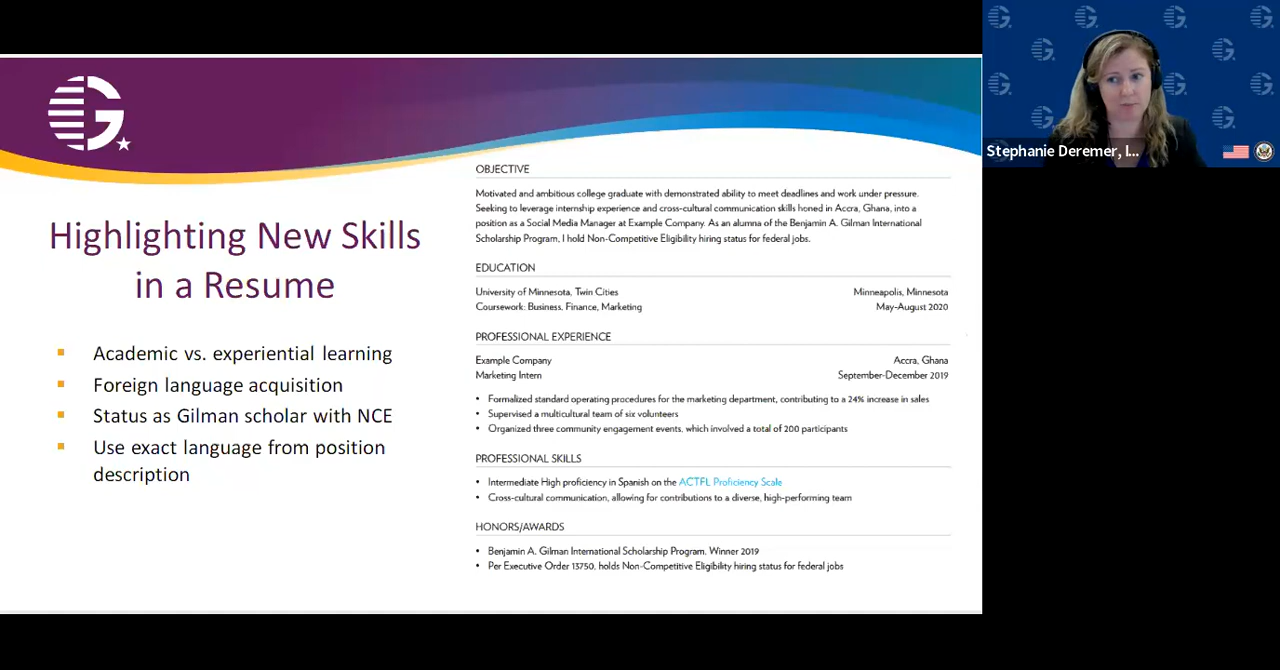 Highlighting New Skills
in a Resume
Academic vs. experiential learning
Foreign language acquisition
Status as Gilman scholar with NCE
Use exact language from position
description
OBJECTIVE
Motivated and ambitious college graduate with demonstrated ability to meet deadlines and work under pressure.
Seeking to leverage internship experience and cross-cultural communication skills honed in Accra, Ghana, into a
position as a Social Media Manager at Example Company. As an alumna of the Benjamin A. Gilman International
Scholarship Program, I hold Non-Competitive Eligibility hiring status for federal jobs.
EDUCATION
University of Minnesota, Twin Cities Minneapolis, Minnesota
Coursework: Business, Finance, Marketing May-August 2020
PROFESSIONAL EXPERIENCE
Example Company Accra, Ghana
Marketing Intern September-December 2019
• Formalized standard operating procedures for the marketing department, contributing to a 24% increase in sales
• Supervised a multicultural team of six volunteers
• Organized three community engagement events, which involved a total of 200 participants
PROFESSIONAL SKILLS
• Intermediate High proficiency in Spanish on the ACTFL Proficiency Scale
• Cross-cultural communication, allowing for contributions to a diverse, high-performing team
HONORS/AWARDS
• Benjamin A. Gilman International Scholarship Program, Winner 2019
• Per Executive Order 13750, holds Non-Competitive Eligibility hiring status for federal jobs
Stephanie Deremer, I...